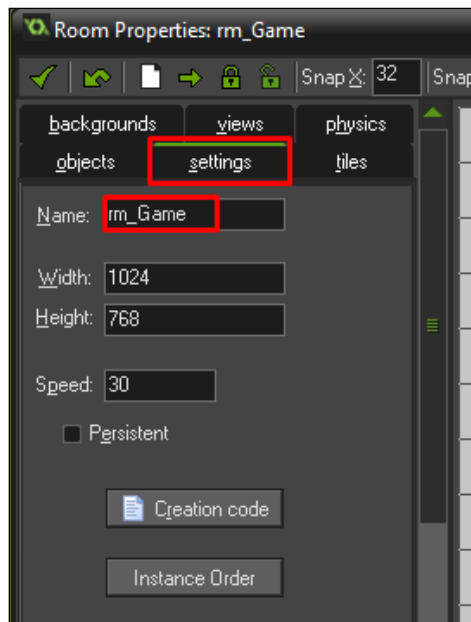 Room Properties: rm_Game
Snap X: 32 Snap
backgrounds views physics
objects settings tiles
Name: rm_Game
Width: 1024
Height: 768
Speed: 30
Persistent
Creation code
Instance Order